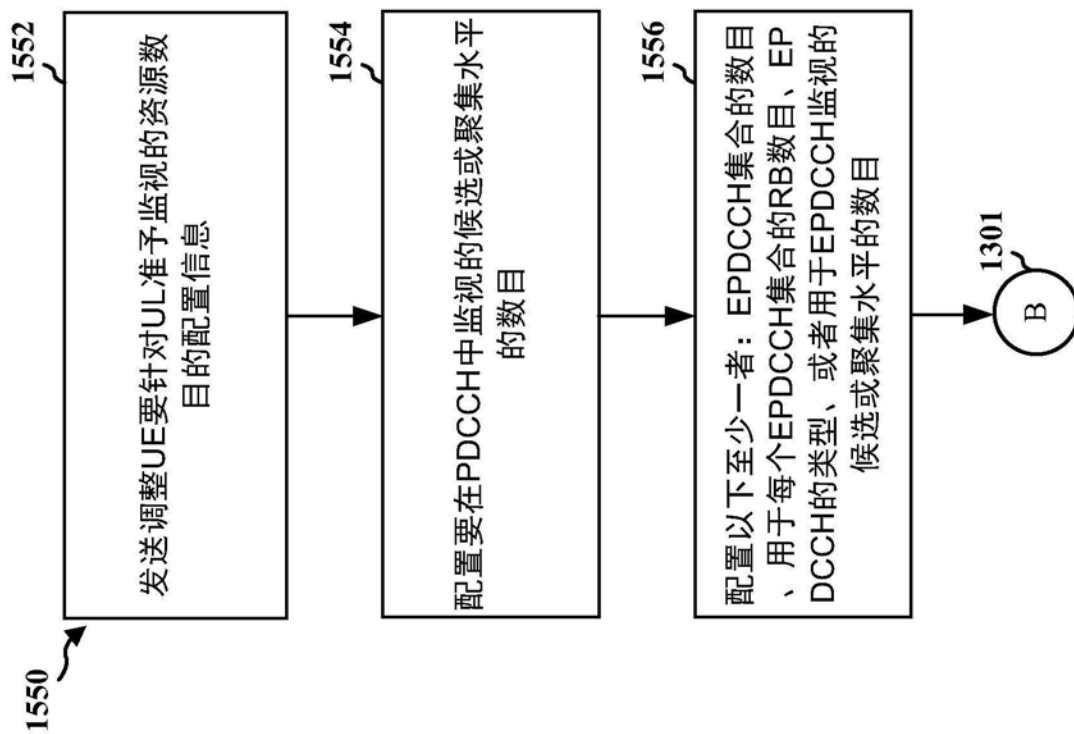 1550
1552
发送调整UE要针对UL准予监视的资源数
目的配置信息
1554
配置要在PDCCH中监视的候选或聚集水平
的数目
1556
配置以下至少一者：EPDCCH集合的数目
、用于每个EPDCCH集合的RB数目、EP
DCCH的类型、或者用于EPDCCH监视的
候选或聚集水平的数目
1301
B